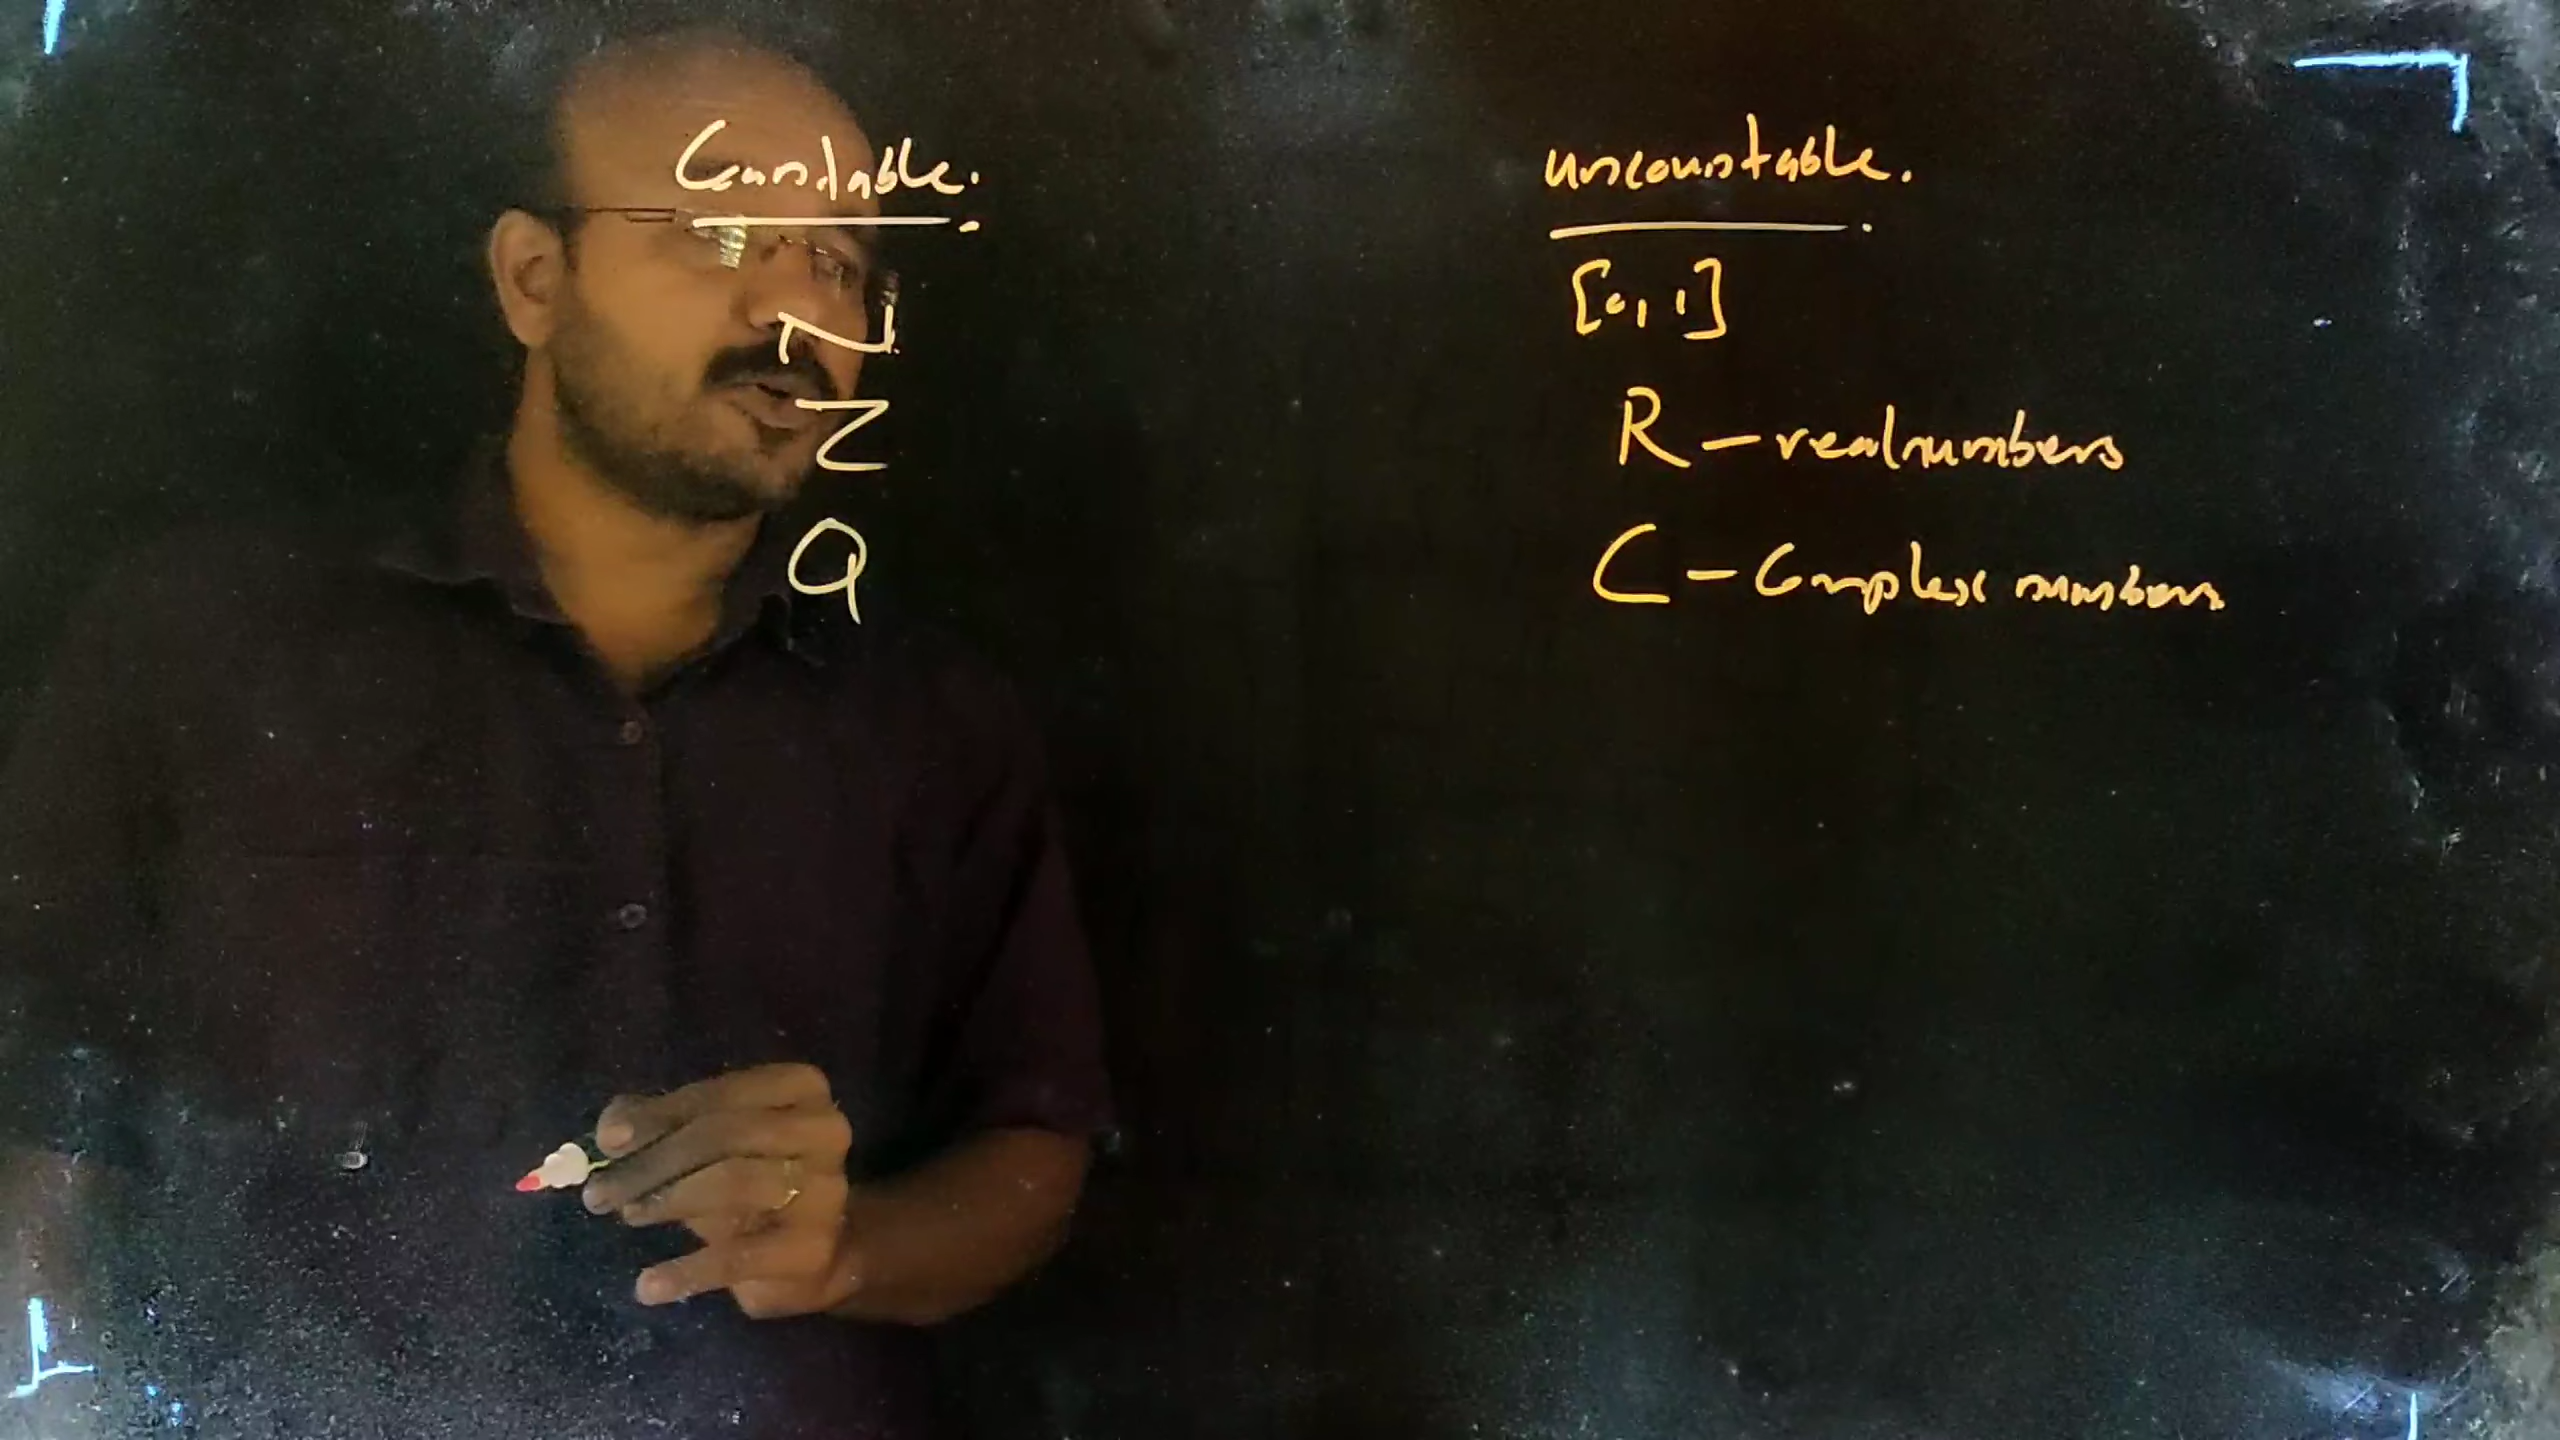 Countable.
N
Z
Q
uncountable.
[0, 1]
R - real numbers
C - Complex numbers